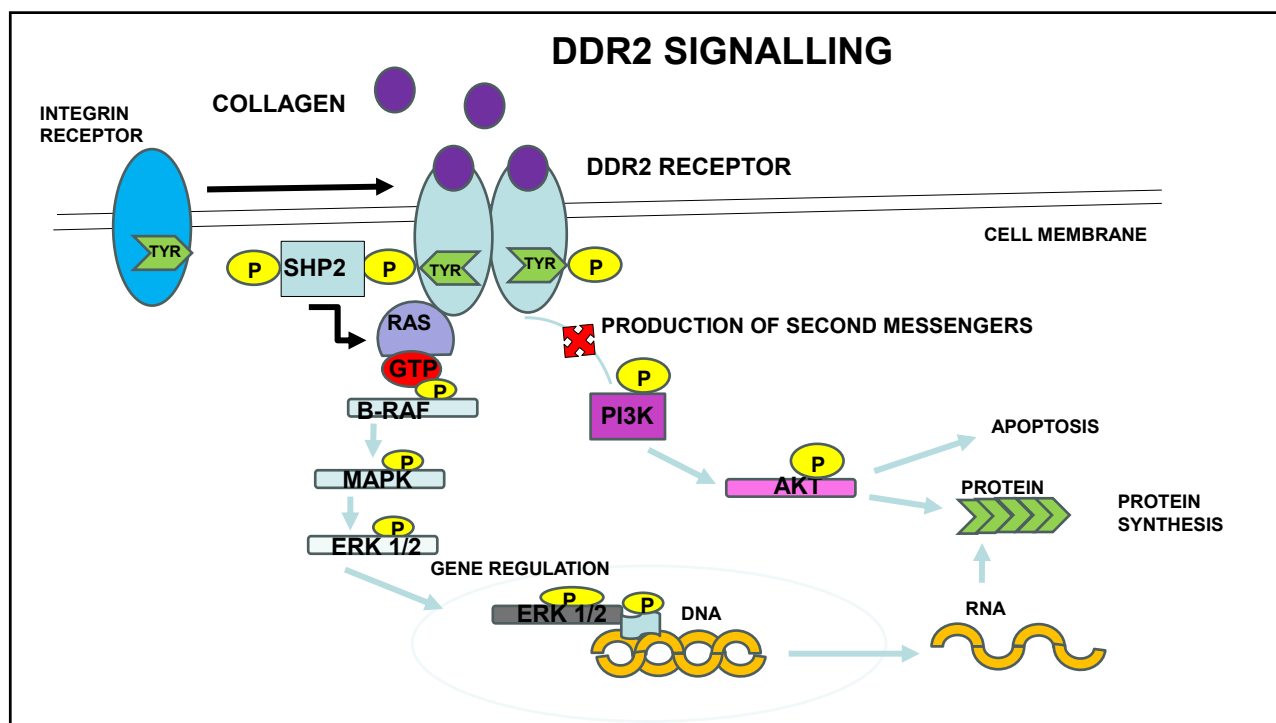 DDR2 SIGNALLING
COLLAGEN
INTEGRIN
RECEPTOR
DDR2 RECEPTOR
CELL MEMBRANE
TYR
P
SHP2
P
TYR
TYR
P
RAS
GTP
P
B-RAF
PRODUCTION OF SECOND MESSENGERS
P
PI3K
P
MAPK
P
AKT
APOPTOSIS
PROTEIN
PROTEIN
SYNTHESIS
P
ERK 1/2
GENE REGULATION
P
ERK 1/2
P
DNA
RNA